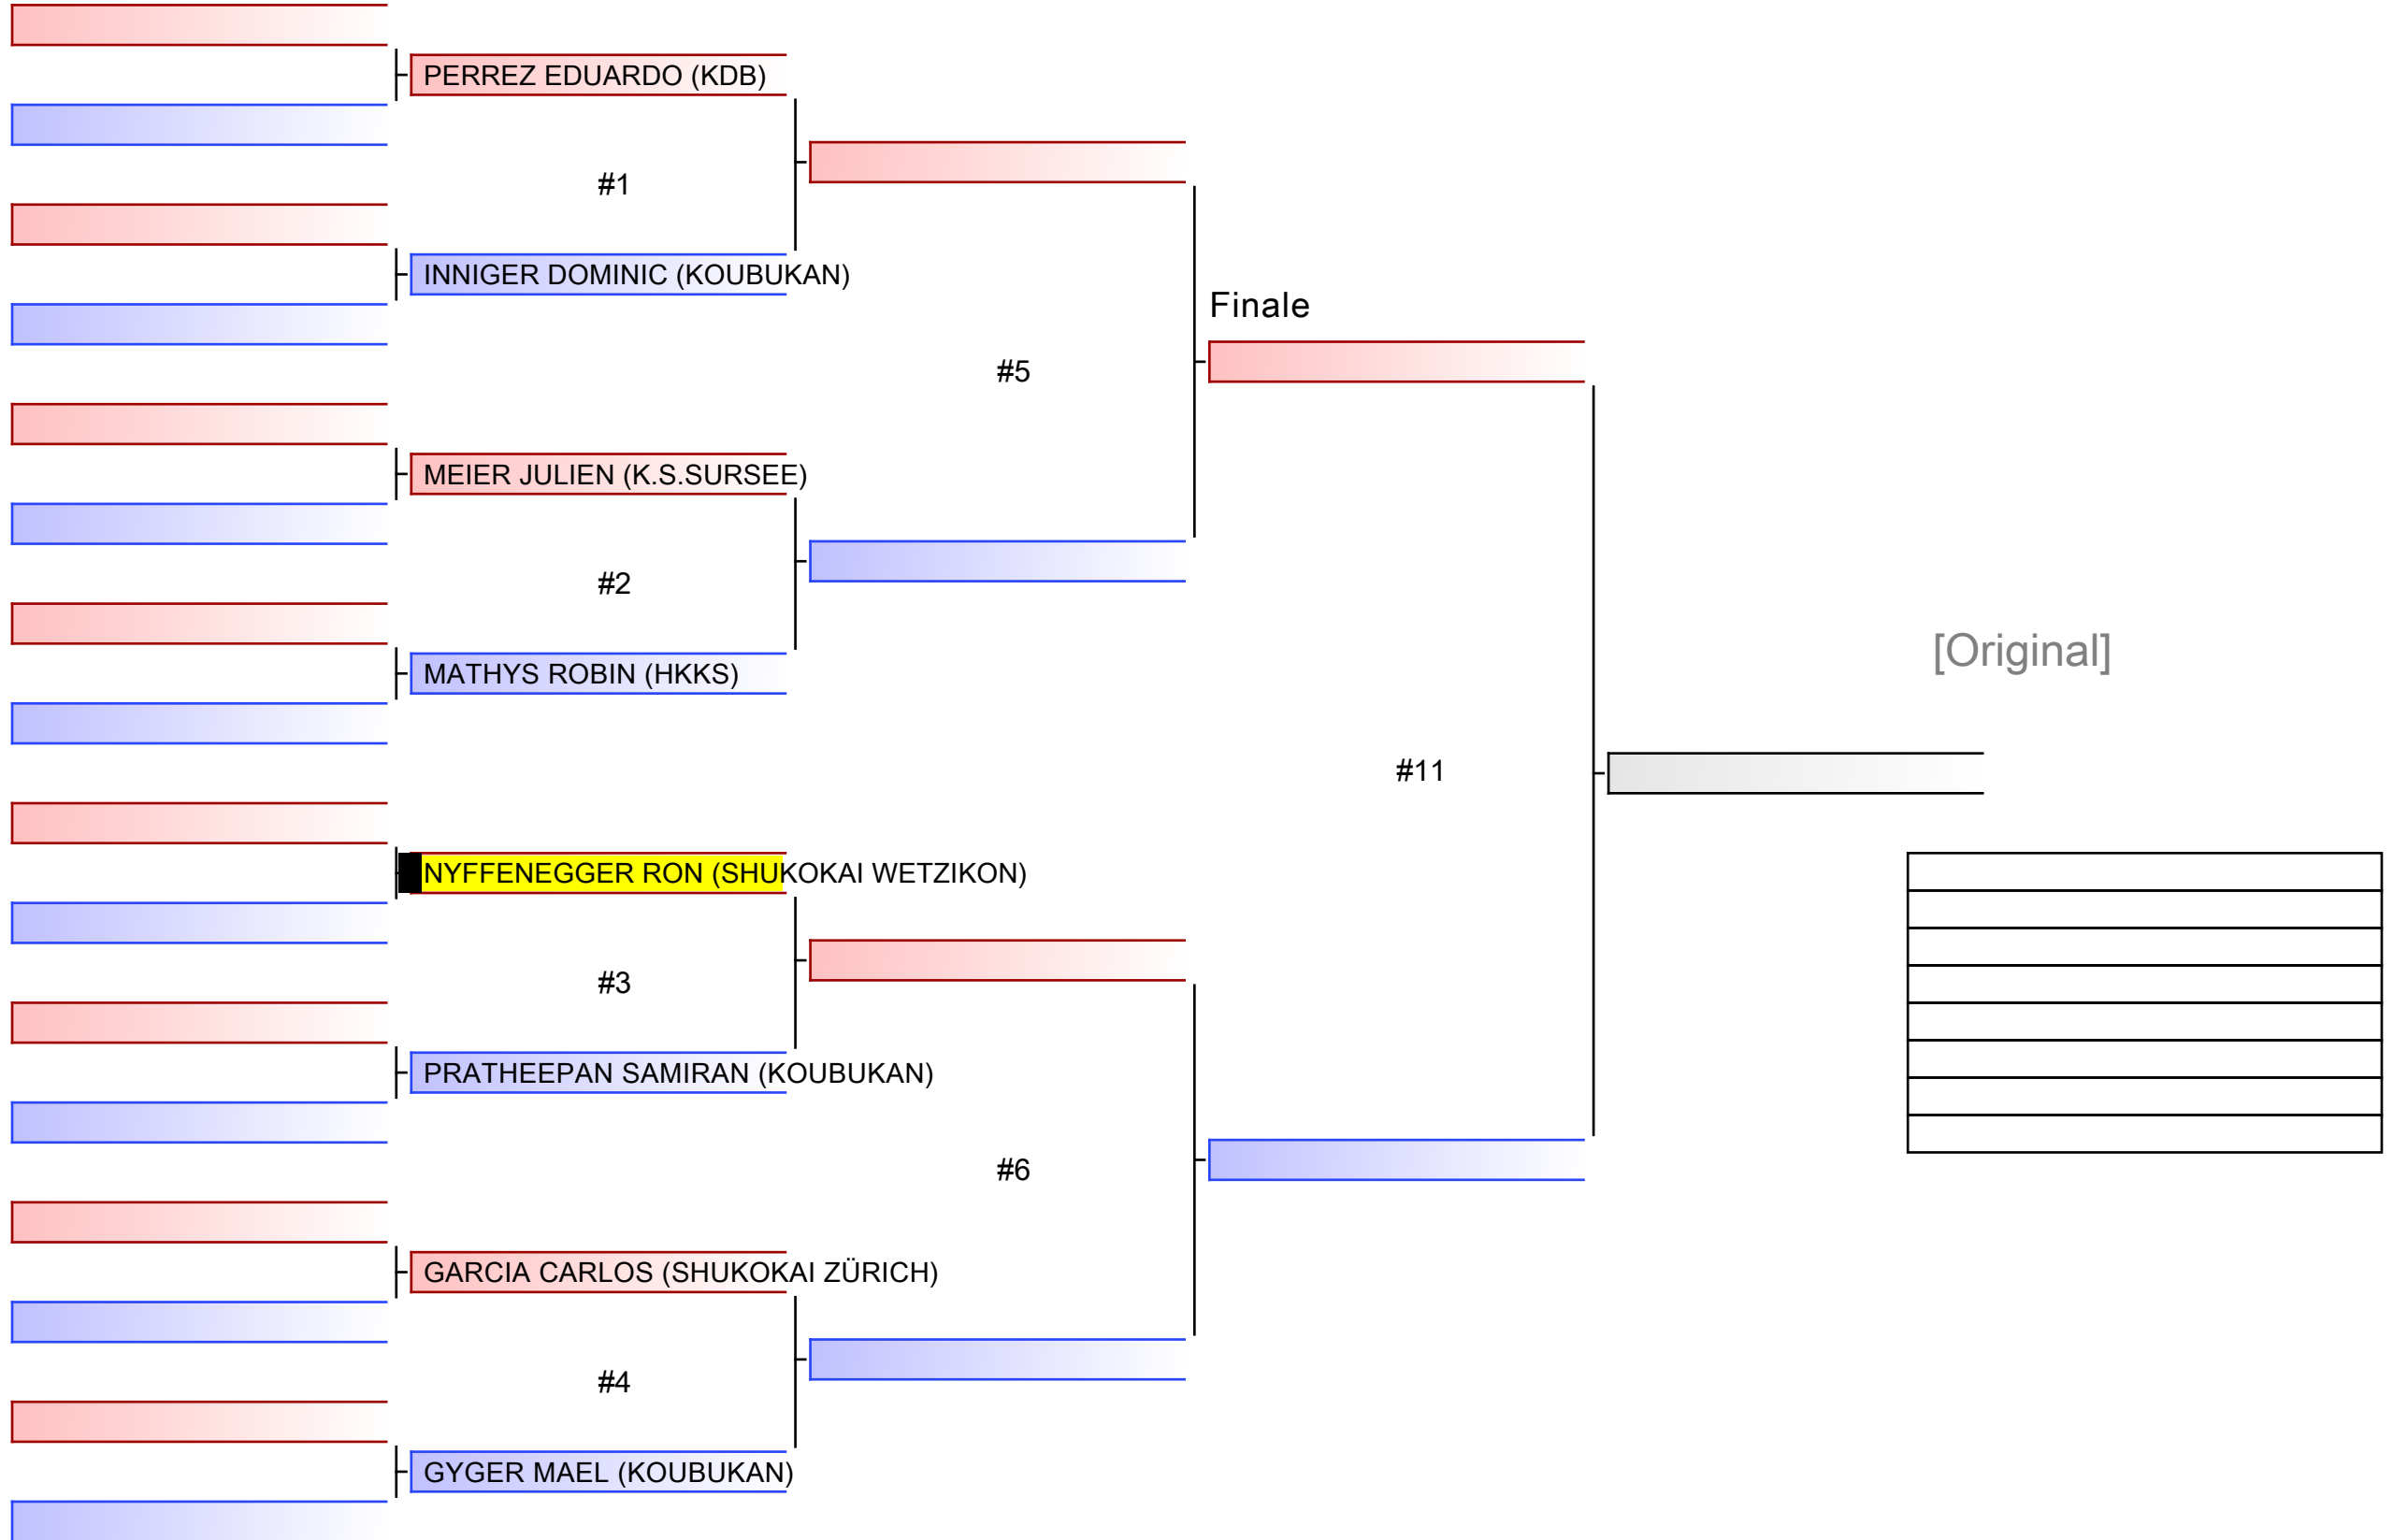 PERREZ EDUARDO (KDB)
#1
INNIGER DOMINIC (KOUBUKAN)
Finale
#5
MEIER JULIEN (K.S.SURSEE)
#2
MATHYS ROBIN (HKKS)
[Original]
#11
NYFFENEGGER RON (SHUKOKAI WETZIKON)
#3
PRATHEEPAN SAMIRAN (KOUBUKAN)
#6
GARCIA CARLOS (SHUKOKAI ZÜRICH)
#4
GYGER MAEL (KOUBUKAN)